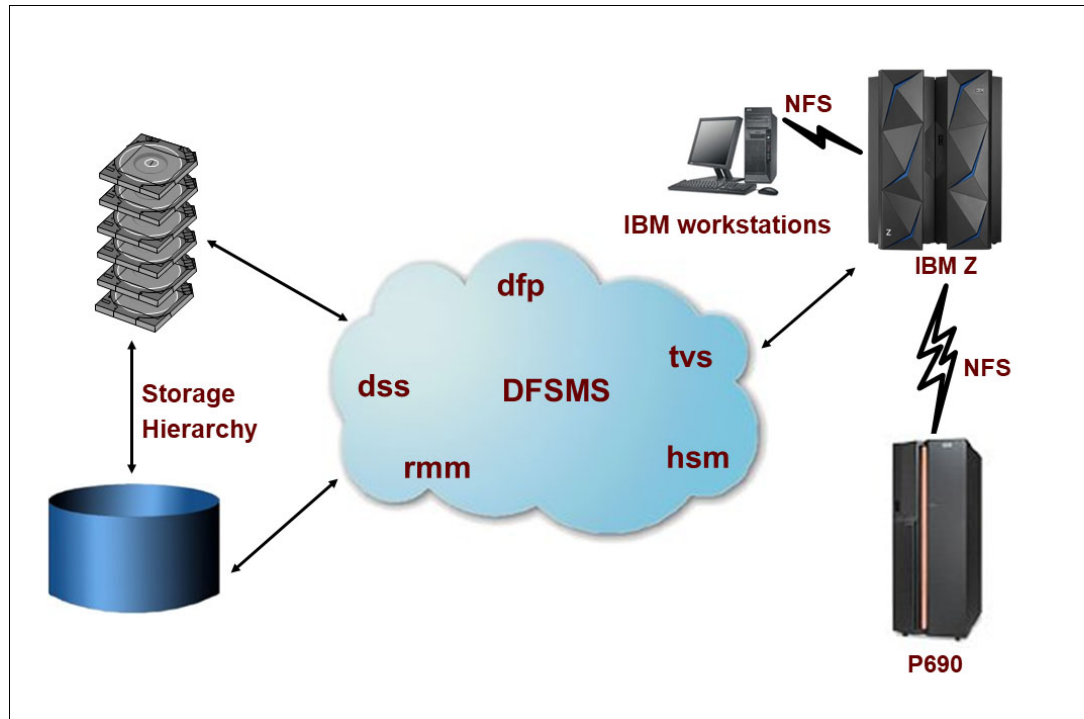 NFS
IBM workstations
IBM Z
dfp
tvs
dss
DFSMS
Storage
Hierarchy
NFS
rmm
hsm
P690